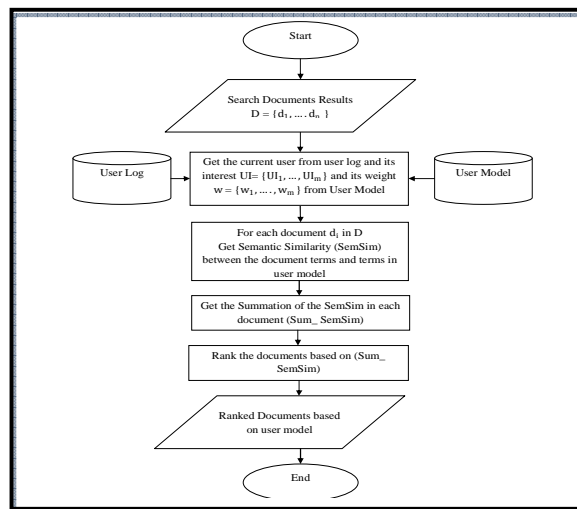 Start
Search Documents Results
D = {d₁, .... dₙ }
User Log
Get the current user from user log and its
interest UI= {UI₁, ..., UIₘ} and its weight
w = {w₁, ...., wₘ} from User Model
User Model
For each document dᵢ in D
Get Semantic Similarity (SemSim)
between the document terms and terms in
user model
Get the Summation of the SemSim in each
document (Sum_ SemSim)
Rank the documents based on (Sum_
SemSim)
Ranked Documents based
on user model
End